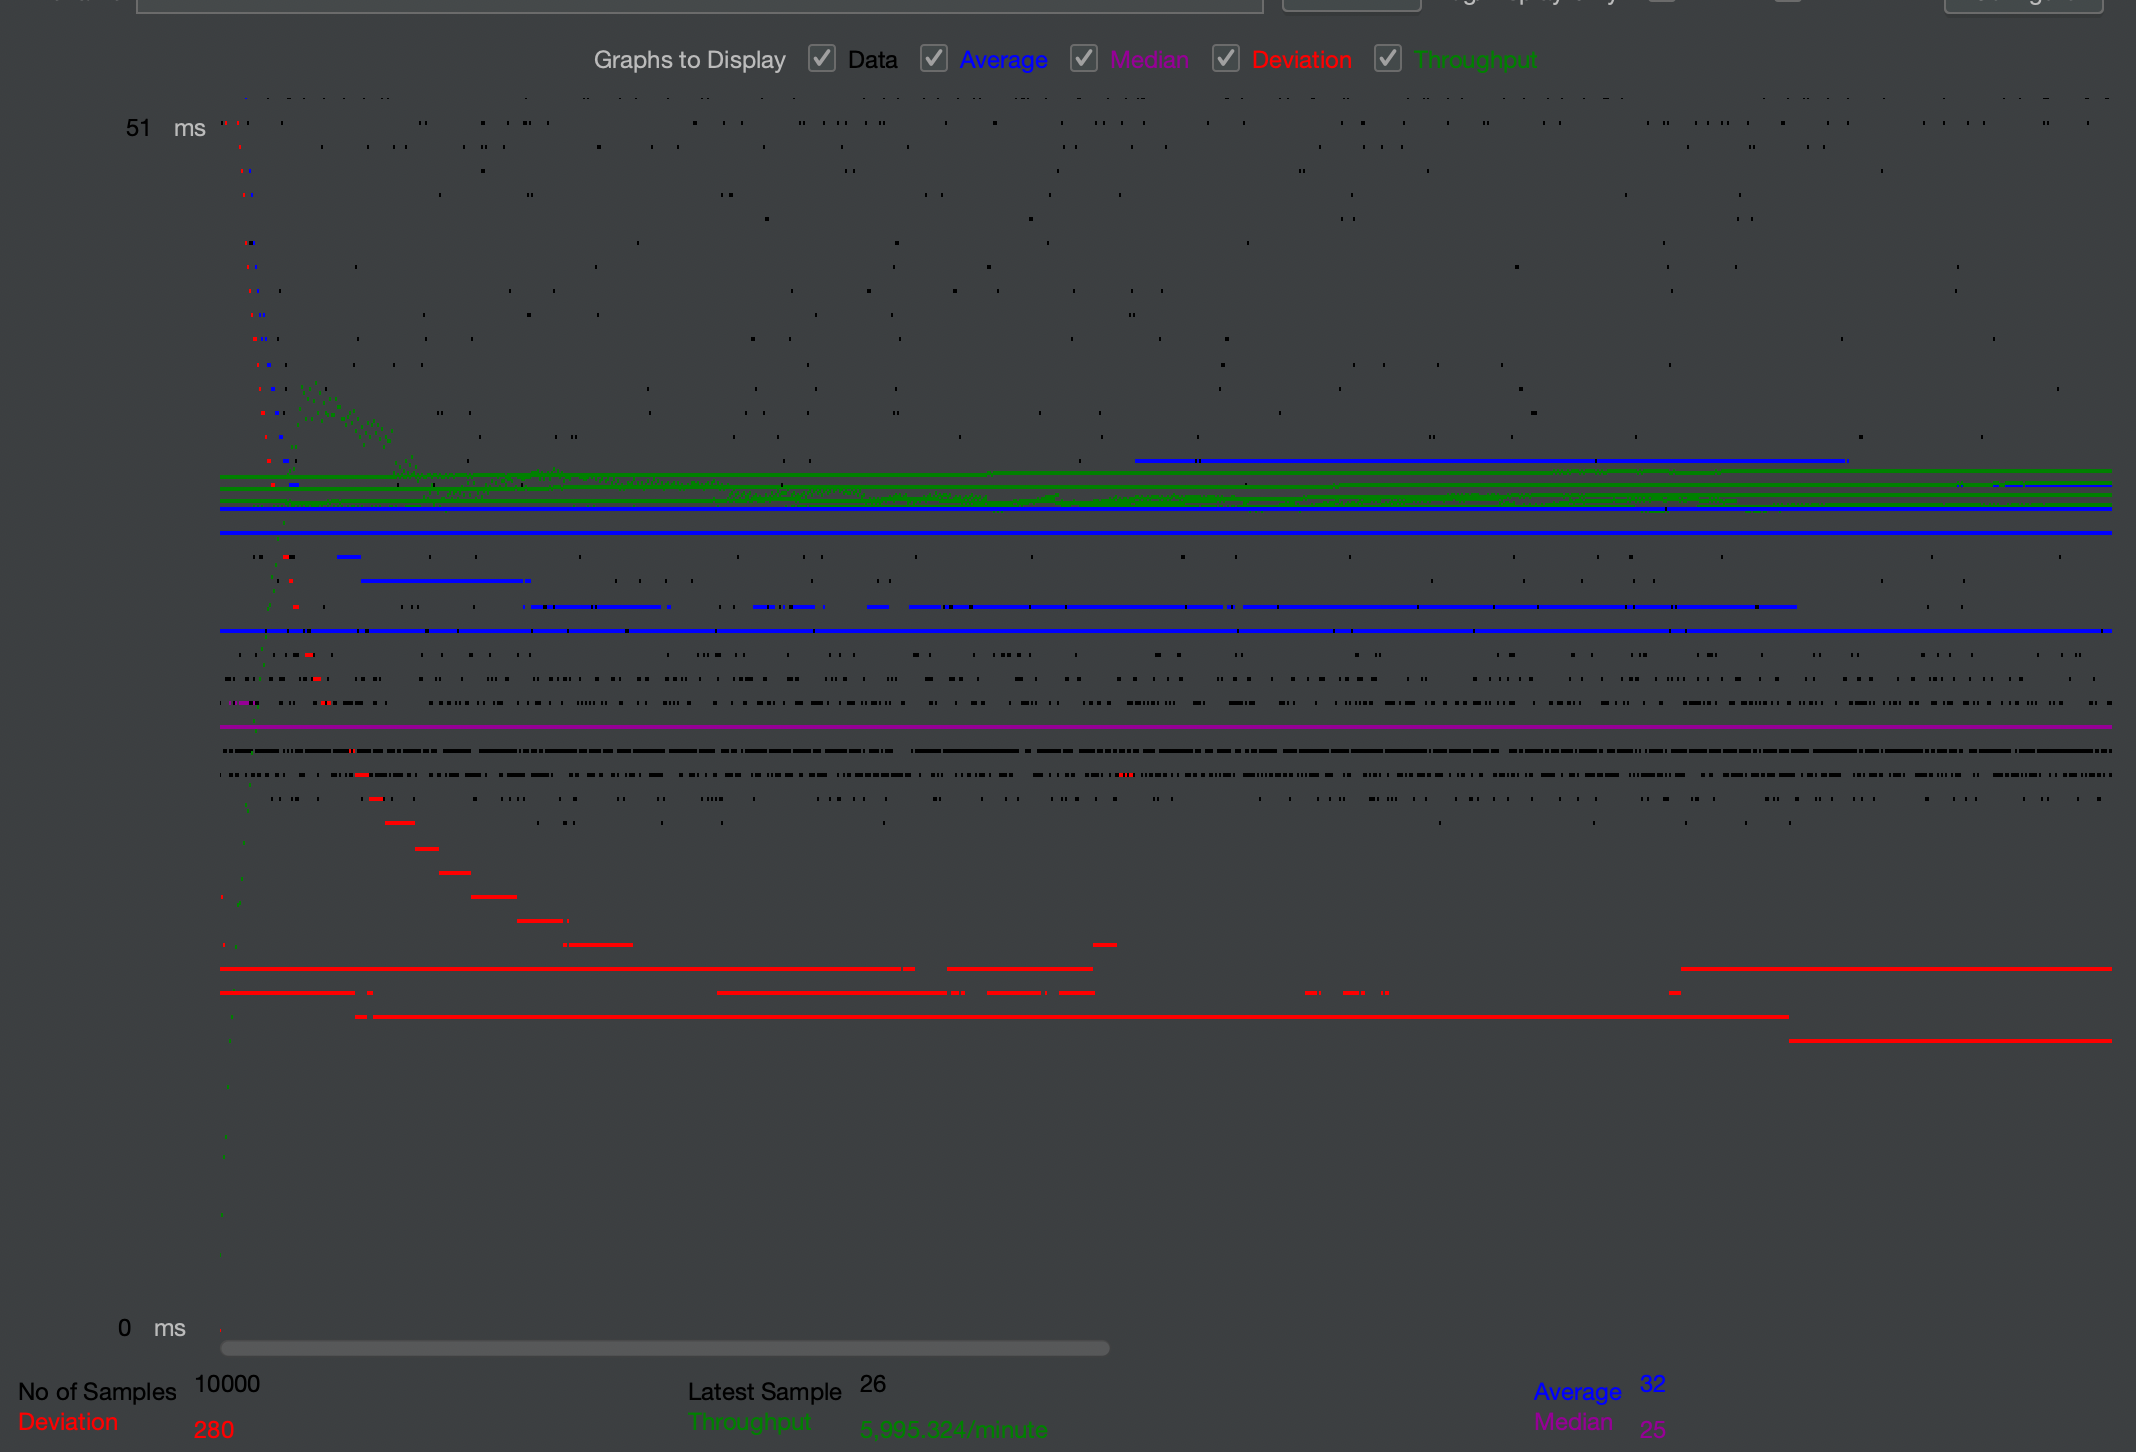 Graphs to Display Data Average Median Deviation Throughput
51 ms
0 ms
No of Samples 10000 Latest Sample 26 Average 32
Deviation 280 Throughput 5,995.324/minute Median 25